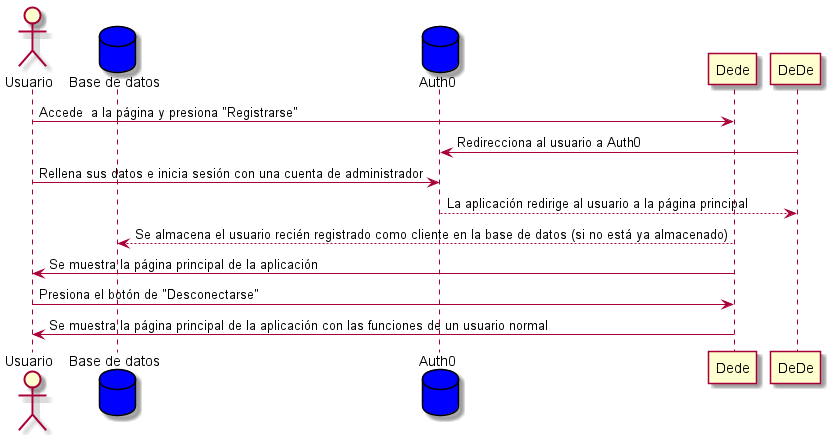 Usuario
Base de datos
Auth0
Dede
DeDe
Accede  a la página y presiona "Registrarse"
Redirecciona al usuario a Auth0
Rellena sus datos e inicia sesión con una cuenta de administrador
La aplicación redirige al usuario a la página principal
Se almacena el usuario recién registrado como cliente en la base de datos (si no está ya almacenado)
Se muestra la página principal de la aplicación
Presiona el botón de "Desconectarse"
Se muestra la página principal de la aplicación con las funciones de un usuario normal
Usuario
Base de datos
Auth0
Dede
DeDe